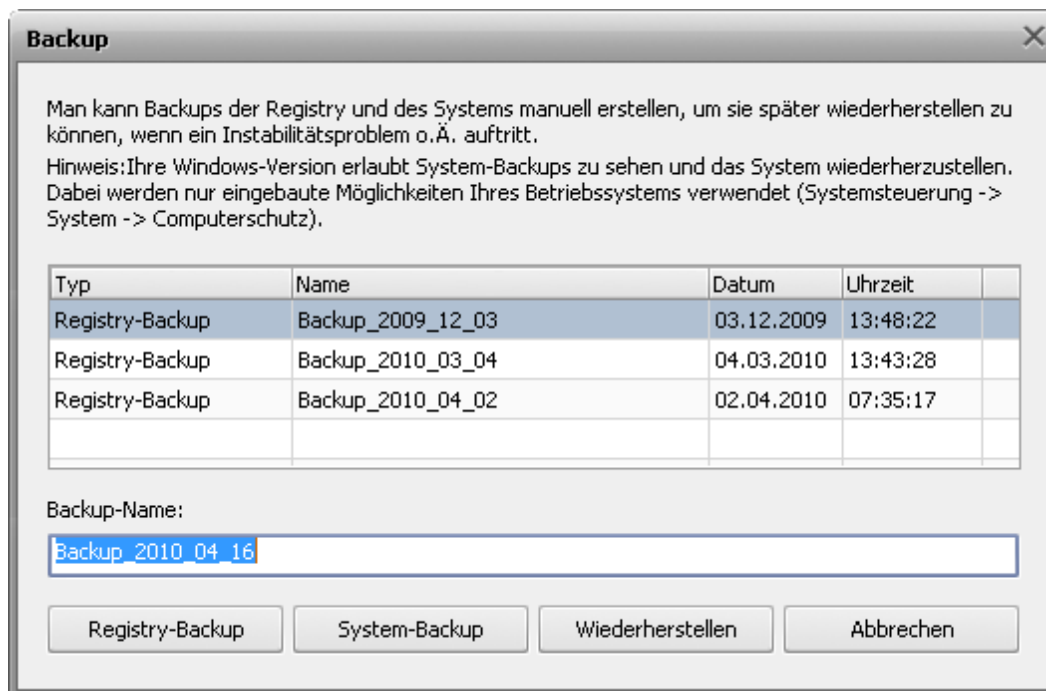 Backup
Man kann Backups der Registry und des Systems manuell erstellen, um sie später wiederherstellen zu
können, wenn ein Instabilitätsproblem o.Ä. auftritt.
Hinweis:Ihre Windows-Version erlaubt System-Backups zu sehen und das System wiederherzustellen.
Dabei werden nur eingebaute Möglichkeiten Ihres Betriebssystems verwendet (Systemsteuerung ->
System -> Computerschutz).
Typ Name Datum Uhrzeit
Registry-Backup Backup_2009_12_03 03.12.2009 13:48:22
Registry-Backup Backup_2010_03_04 04.03.2010 13:43:28
Registry-Backup Backup_2010_04_02 02.04.2010 07:35:17
Backup-Name:
Backup_2010_04_16
Registry-Backup System-Backup Wiederherstellen Abbrechen